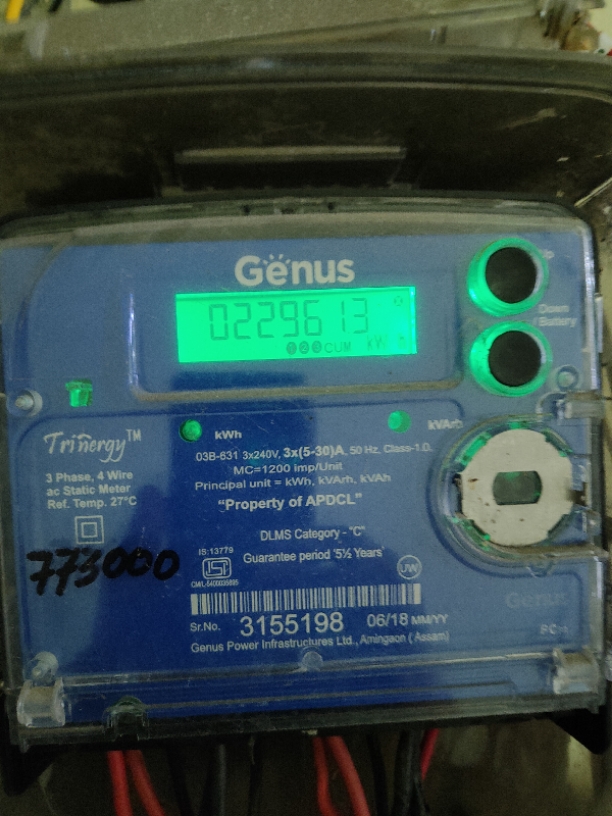 Genus
0229613
①②③CUM kW
Down
/ Battery
kWh
kVArh
Trinergy™
3 Phase, 4 Wire
ac Static Meter
Ref. Temp. 27°C
03B-631 3x240V, 3x(5-30)A, 50 Hz, Class-1.0,
MC=1200 imp/Unit
Principal unit = kWh, kVArh, kVAh
“Property of APDCL”
DLMS Category - “C”
Guarantee period '5½ Years'
IS:13779
ISI
UW
773000
Sr.No. 3155198 06/18 MM/YY
Genus Power Infrastructures Ltd., Amingaon (Assam)
Genus